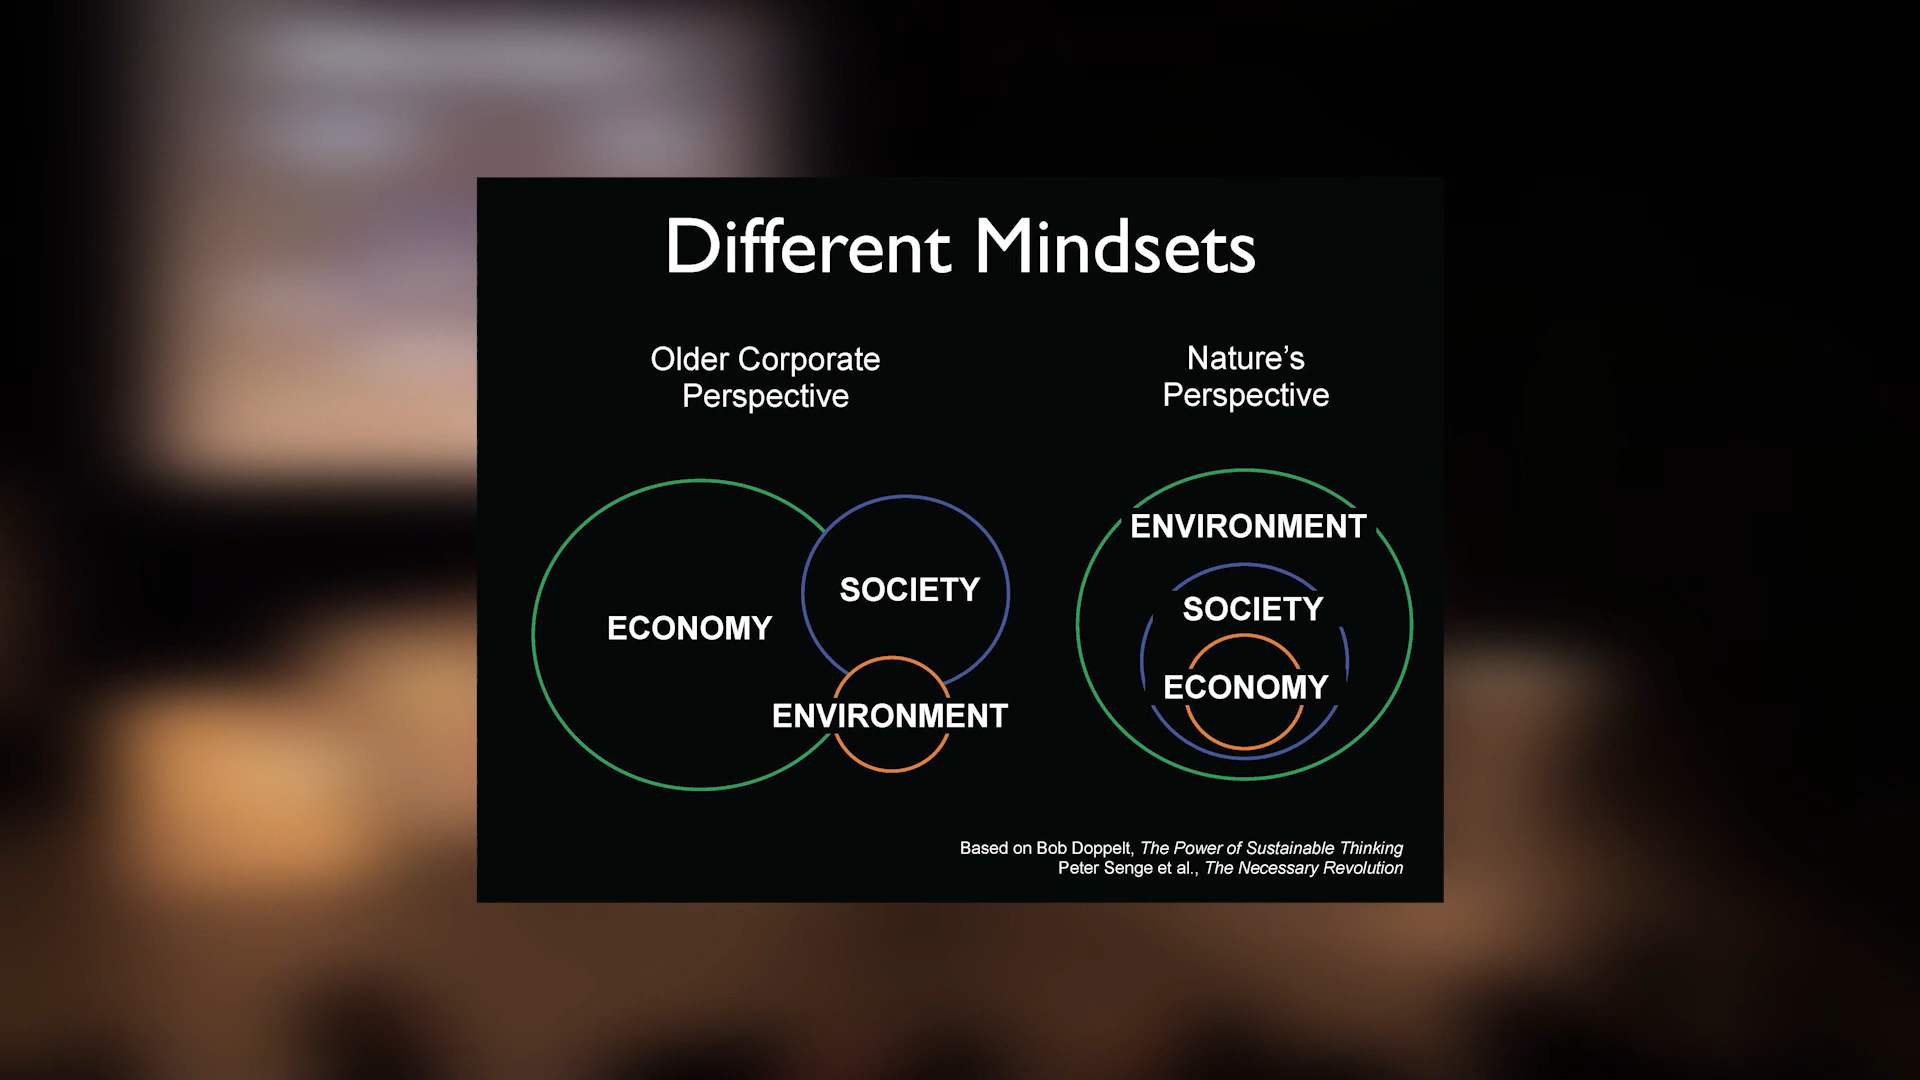 Different Mindsets
Older Corporate
Perspective
Nature’s
Perspective
ECONOMY
SOCIETY
ENVIRONMENT
ENVIRONMENT
SOCIETY
ECONOMY
Based on Bob Doppelt, The Power of Sustainable Thinking
Peter Senge et al., The Necessary Revolution